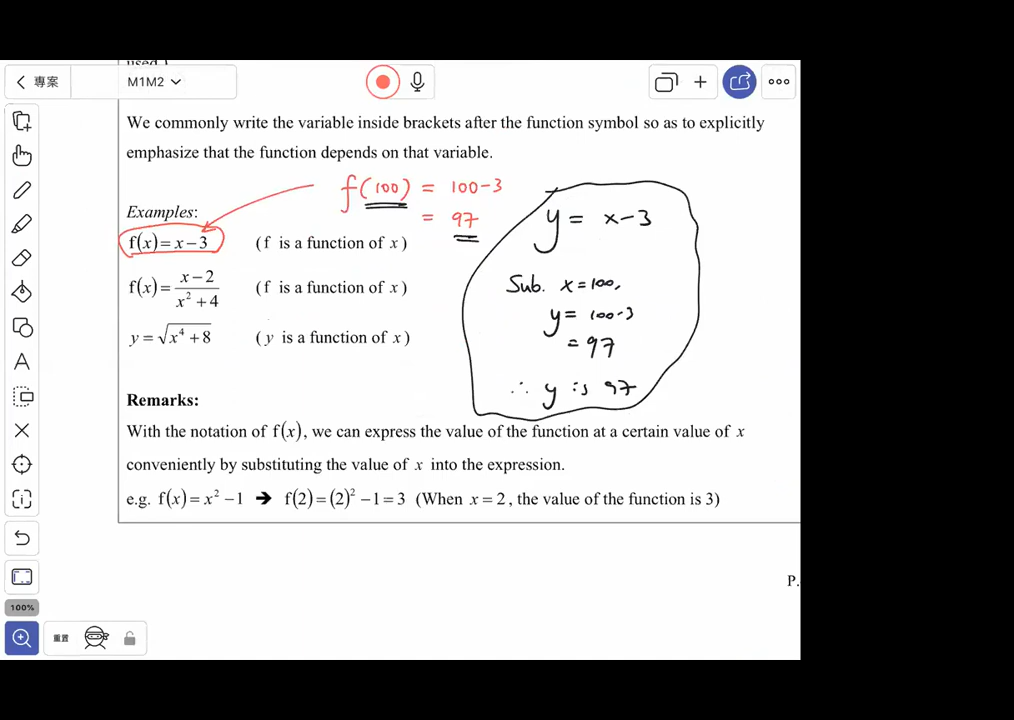 used )
專案
M1M2
We commonly write the variable inside brackets after the function symbol so as to explicitly
emphasize that the function depends on that variable.
f(100) = 100-3
= 97
Examples:
f(x)=x−3 (f is a function of x)
f(x)=\frac{x−2}{x²+4} (f is a function of x)
y=√(x⁴+8) (y is a function of x)
y = x-3
Sub. x=100,
y= 100-3
= 97
∴ y is 97
Remarks:
With the notation of f(x), we can express the value of the function at a certain value of x
conveniently by substituting the value of x into the expression.
e.g. f(x)=x²−1 ➔ f(2)=(2)²−1=3 (When x=2, the value of the function is 3)
P.
A
100%
重置